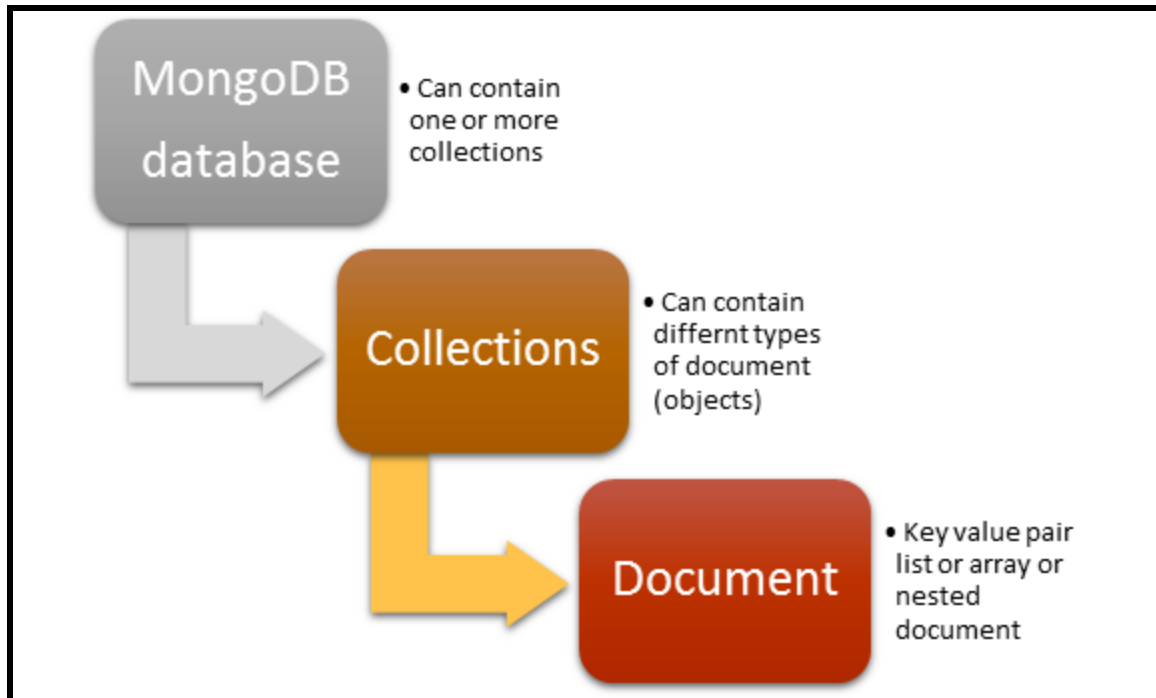 MongoDB
database
• Can contain
one or more
collections
Collections
• Can contain
differnt types
of document
(objects)
Document
• Key value pair
list or array or
nested
document